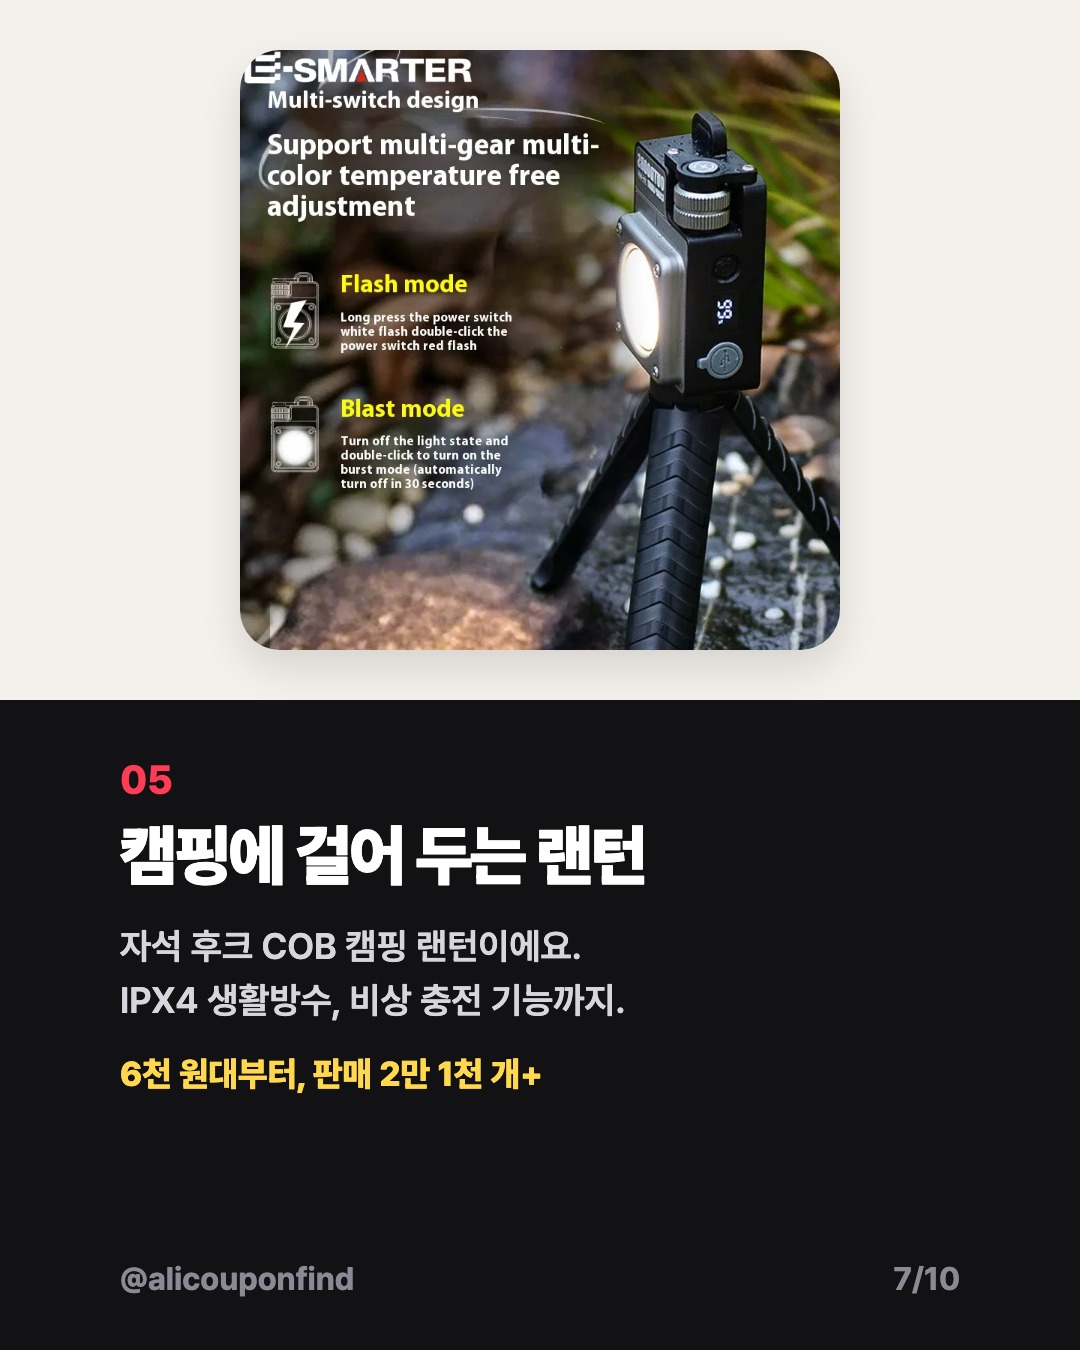 E-SMARTER
Multi-switch design
Support multi-gear multi-
color temperature free
adjustment
Flash mode
Long press the power switch
white flash double-click the
power switch red flash
Blast mode
Turn off the light state and
double-click to turn on the
burst mode (automatically
turn off in 30 seconds)
05
캠핑에 걸어 두는 랜턴
자석 후크 COB 캠핑 랜턴이에요.
IPX4 생활방수, 비상 충전 기능까지.
6천 원대부터, 판매 2만 1천 개+
@alicouponfind
7/10